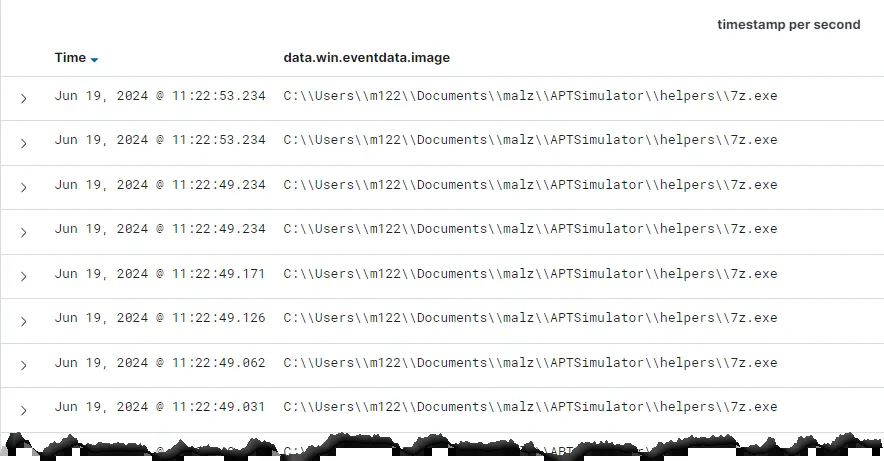 timestamp per second
Time data.win.eventdata.image
Jun 19, 2024 @ 11:22:53.234 C:\\Users\\m122\\Documents\\malz\\APTSimulator\\helpers\\7z.exe
Jun 19, 2024 @ 11:22:53.234 C:\\Users\\m122\\Documents\\malz\\APTSimulator\\helpers\\7z.exe
Jun 19, 2024 @ 11:22:49.234 C:\\Users\\m122\\Documents\\malz\\APTSimulator\\helpers\\7z.exe
Jun 19, 2024 @ 11:22:49.234 C:\\Users\\m122\\Documents\\malz\\APTSimulator\\helpers\\7z.exe
Jun 19, 2024 @ 11:22:49.171 C:\\Users\\m122\\Documents\\malz\\APTSimulator\\helpers\\7z.exe
Jun 19, 2024 @ 11:22:49.126 C:\\Users\\m122\\Documents\\malz\\APTSimulator\\helpers\\7z.exe
Jun 19, 2024 @ 11:22:49.062 C:\\Users\\m122\\Documents\\malz\\APTSimulator\\helpers\\7z.exe
Jun 19, 2024 @ 11:22:49.031 C:\\Users\\m122\\Documents\\malz\\APTSimulator\\helpers\\7z.exe